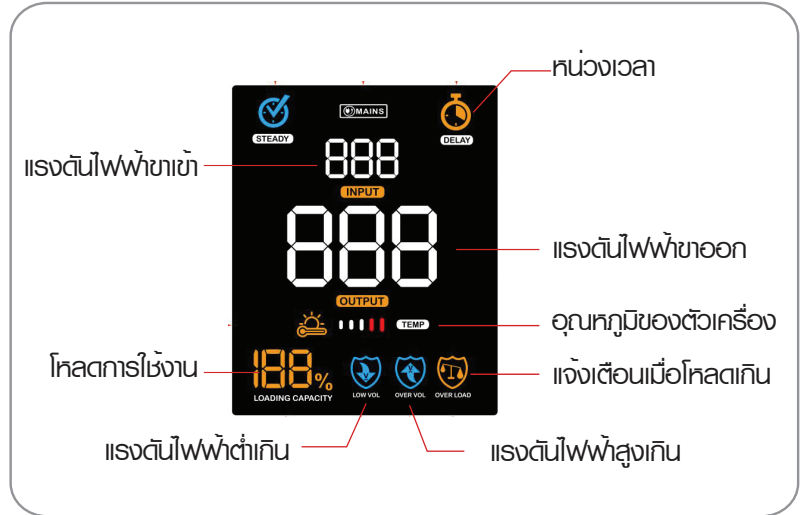 หน่วงเวลา
MAINS
STEADY
DELAY
แรงดันไฟฟ้าขาเข้า
888
INPUT
888
แรงดันไฟฟ้าขาออก
OUTPUT
TEMP
อุณหภูมิของตัวเครื่อง
โหลดการใช้งาน
188%
แจ้งเตือนเมื่อโหลดเกิน
LOADING CAPACITY
LOW VOL
OVER VOL
OVER LOAD
แรงดันไฟฟ้าต่ำเกิน
แรงดันไฟฟ้าสูงเกิน